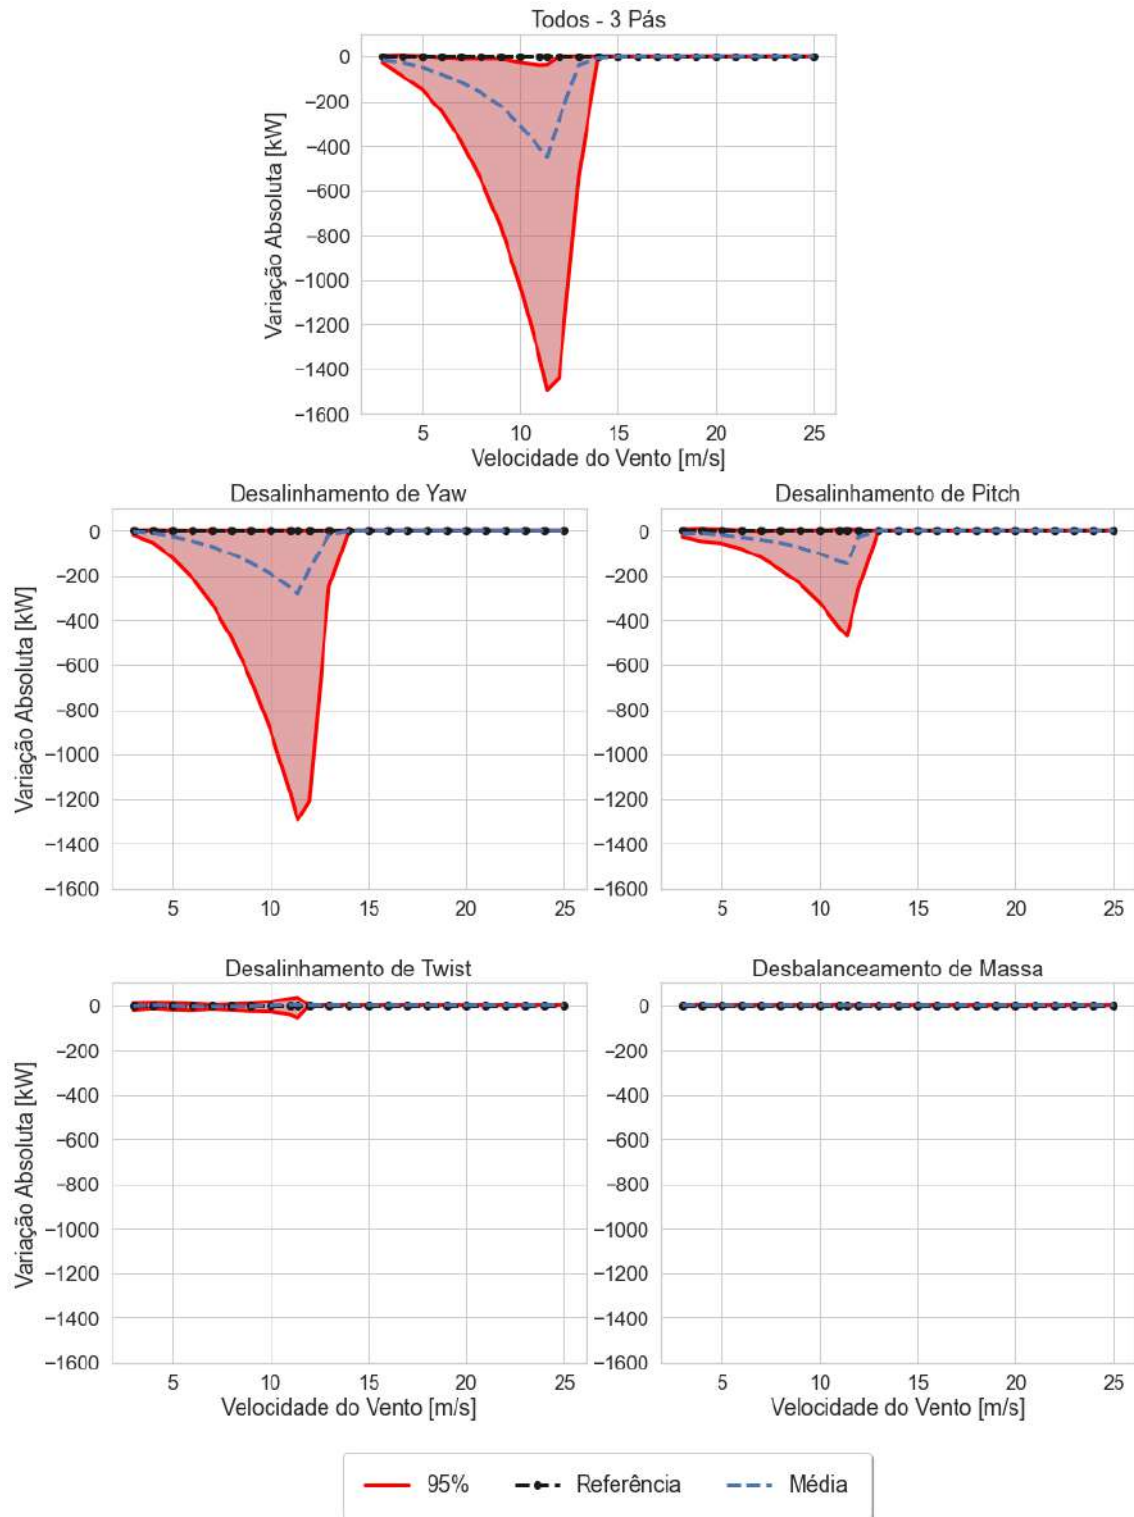 Todos - 3 Pás
0
−200
−400
−600
−800
−1000
−1200
−1400
−1600
Variação Absoluta [kW]
5 10 15 20 25
Velocidade do Vento [m/s]
Desalinhamento de Yaw
0
−200
−400
−600
−800
−1000
−1200
−1400
−1600
Variação Absoluta [kW]
5 10 15 20 25
Desalinhamento de Pitch
0
−200
−400
−600
−800
−1000
−1200
−1400
−1600
5 10 15 20 25
Desalinhamento de Twist
0
−200
−400
−600
−800
−1000
−1200
−1400
−1600
Variação Absoluta [kW]
5 10 15 20 25
Velocidade do Vento [m/s]
Desbalanceamento de Massa
0
−200
−400
−600
−800
−1000
−1200
−1400
−1600
5 10 15 20 25
Velocidade do Vento [m/s]
95% Referência Média